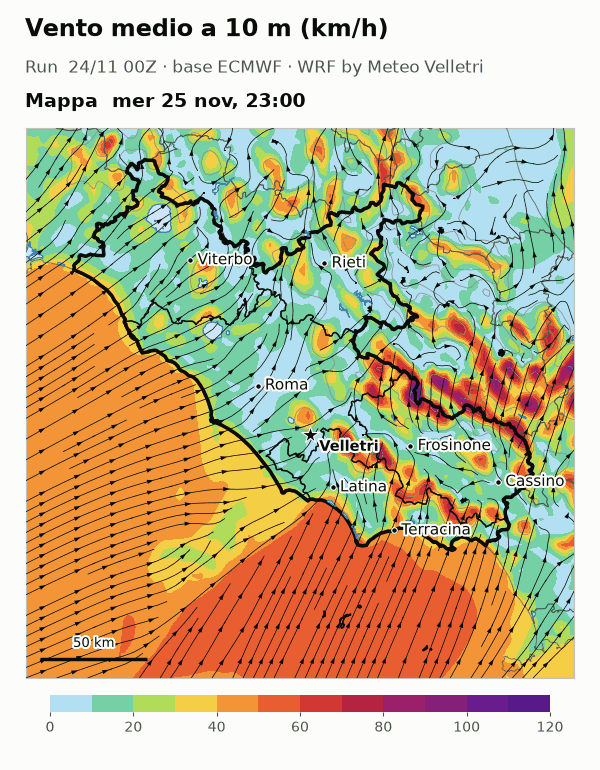 Vento medio a 10 m (km/h)
Run 24/11 00Z · base ECMWF · WRF by Meteo Velletri
Mappa mer 25 nov, 23:00
Viterbo
Rieti
Roma
Velletri
Frosinone
Latina
Cassino
Terracina
50 km
0 20 40 60 80 100 120